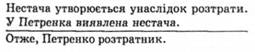 Нестача утворюється унаслідок розтрати.
У Петренка виявлена нестача.
Отже, Петренко розтратник.